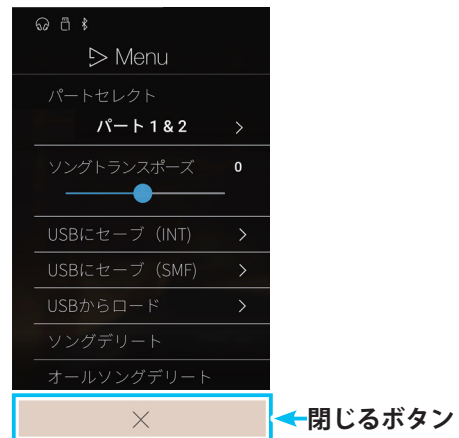 Menu
パートセレクト
パート 1 & 2
ソングトランスポーズ 0
USBにセーブ（INT)
USBにセーブ（SMF)
USBからロード
ソングデリート
オールソングデリート
閉じるボタン